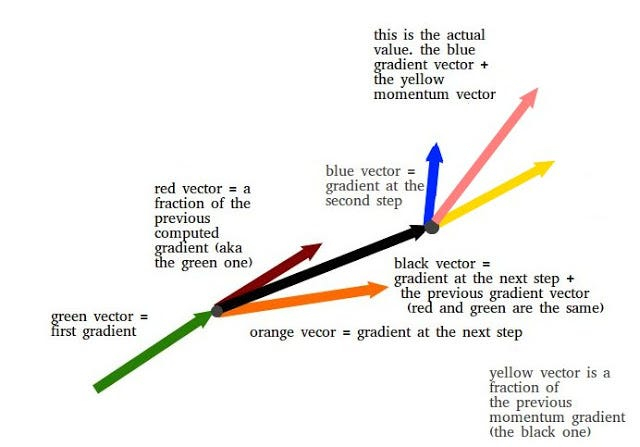 this is the actual
value. the blue
gradient vector +
the yellow
momentum vector
blue vector =
gradient at the
second step
red vector = a
fraction of the
previous
computed
gradient (aka
the green one)
black vector =
gradient at the next step +
the previous gradient vector
(red and green are the same)
green vector =
first gradient
orange vecor = gradient at the next step
yellow vector is a
fraction of
the previous
momentum gradient
(the black one)